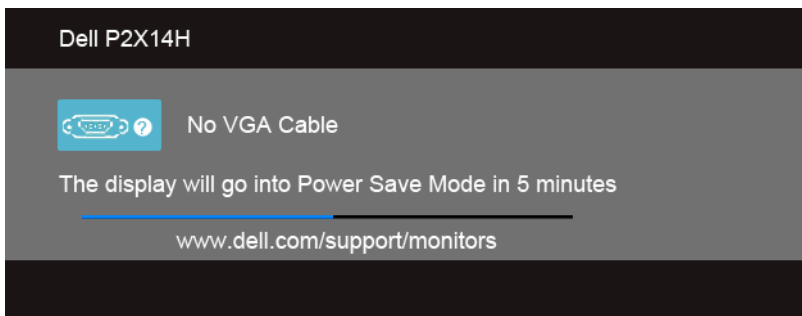 Dell P2X14H
No VGA Cable
The display will go into Power Save Mode in 5 minutes
www.dell.com/support/monitors